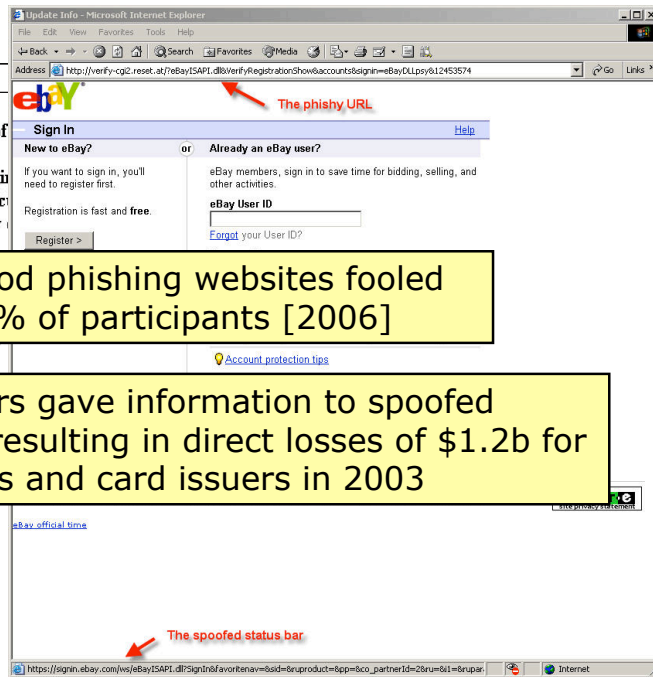 Update Info - Microsoft Internet Explorer
File Edit View Favorites Tools Help
Back Search Favorites Media
Address http://verify-cgi2.reset.at/?eBayISAPI.dll&VerifyRegistrationShow&accounts&signin=eBayDLLpsy&12453574 Go Links
ebY
The phishy URL
Sign In Help
New to eBay? or Already an eBay user?
If you want to sign in, you'll
need to register first.
Registration is fast and free.
Register >
eBay members, sign in to save time for bidding, selling, and
other activities.
eBay User ID
Forgot your User ID?
od phishing websites fooled
% of participants [2006]
Account protection tips
rs gave information to spoofed
resulting in direct losses of $1.2b for
s and card issuers in 2003
site privacy statement
eBay official time
The spoofed status bar
https://signin.ebay.com/ws/eBayISAPI.dll?SignIn&favoritenav=&sid=&ruproduct=&pp=&co_partnerId=2&ru=&i1=&rupar Internet